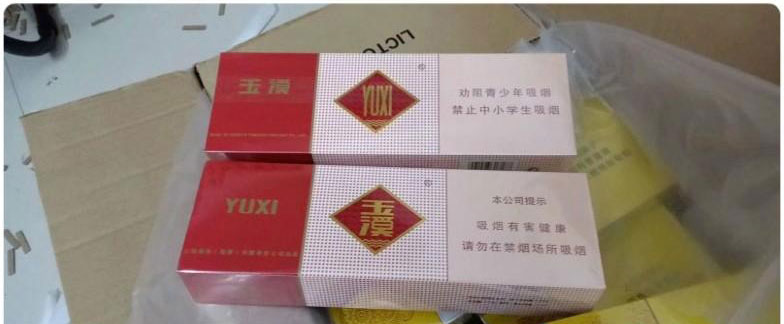 LICTO
玉溪
YUXI
劝阻青少年吸烟
禁止中小学生吸烟
YUXI
玉溪
本公司提示
吸烟有害健康
请勿在禁烟场所吸烟